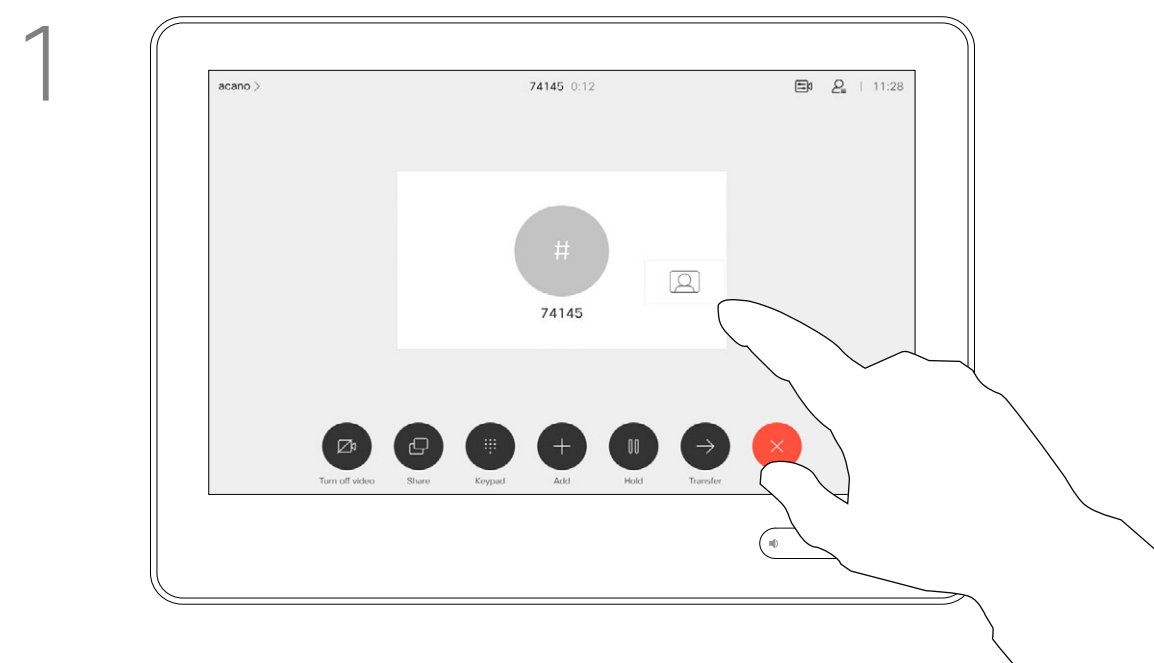 1
acano >
74145 0:12
11:28
#
74145
Turn off video Share Keypad Add Hold Transfer